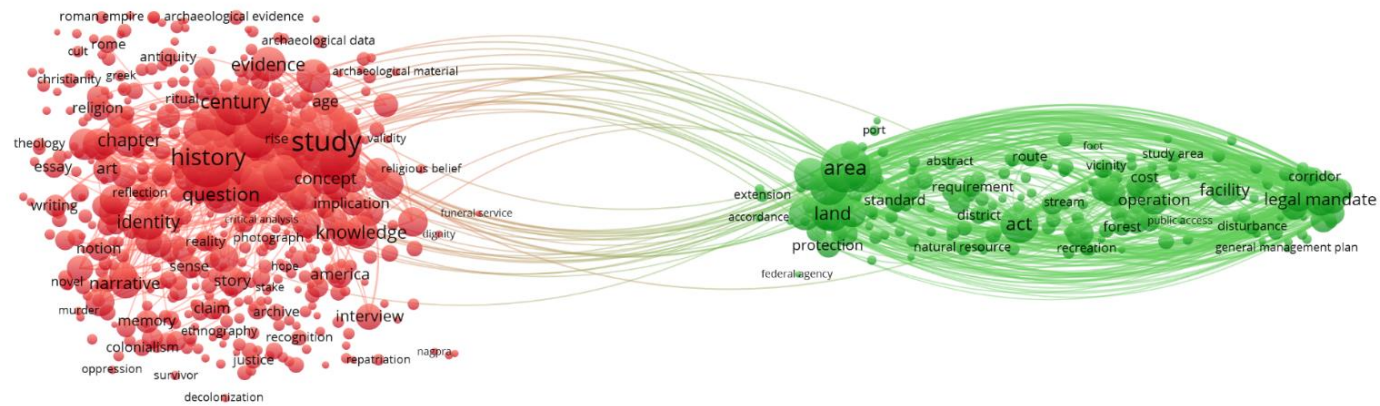 roman empire
archaeological evidence
cult
rome
archaeological data
antiquity
evidence
christianity
greek
archaeological material
religion
ritual
century
age
theology
chapter
rise
study
validity
essay
art
history
religious belief
concept
reflection
question
implication
writing
identity
critical analysis
funeral service
knowledge
dignity
notion
reality
photograph
sense
hope
america
novel
narrative
story
stake
murder
memory
claim
archive
interview
ethnography
recognition
colonialism
justice
repatriation
nagpra
oppression
survivor
decolonization
port
area
abstract
route
foot
vicinity
study area
extension
requirement
cost
corridor
standard
facility
legal mandate
accordance
land
district
stream
operation
act
forest
public access
disturbance
protection
natural resource
recreation
general management plan
federal agency